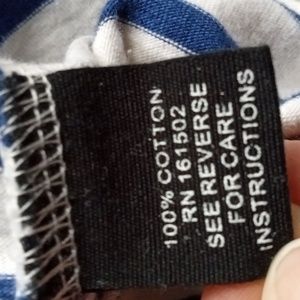 100% COTTON
RN 161502
SEE REVERSE
FOR CARE
INSTRUCTIONS